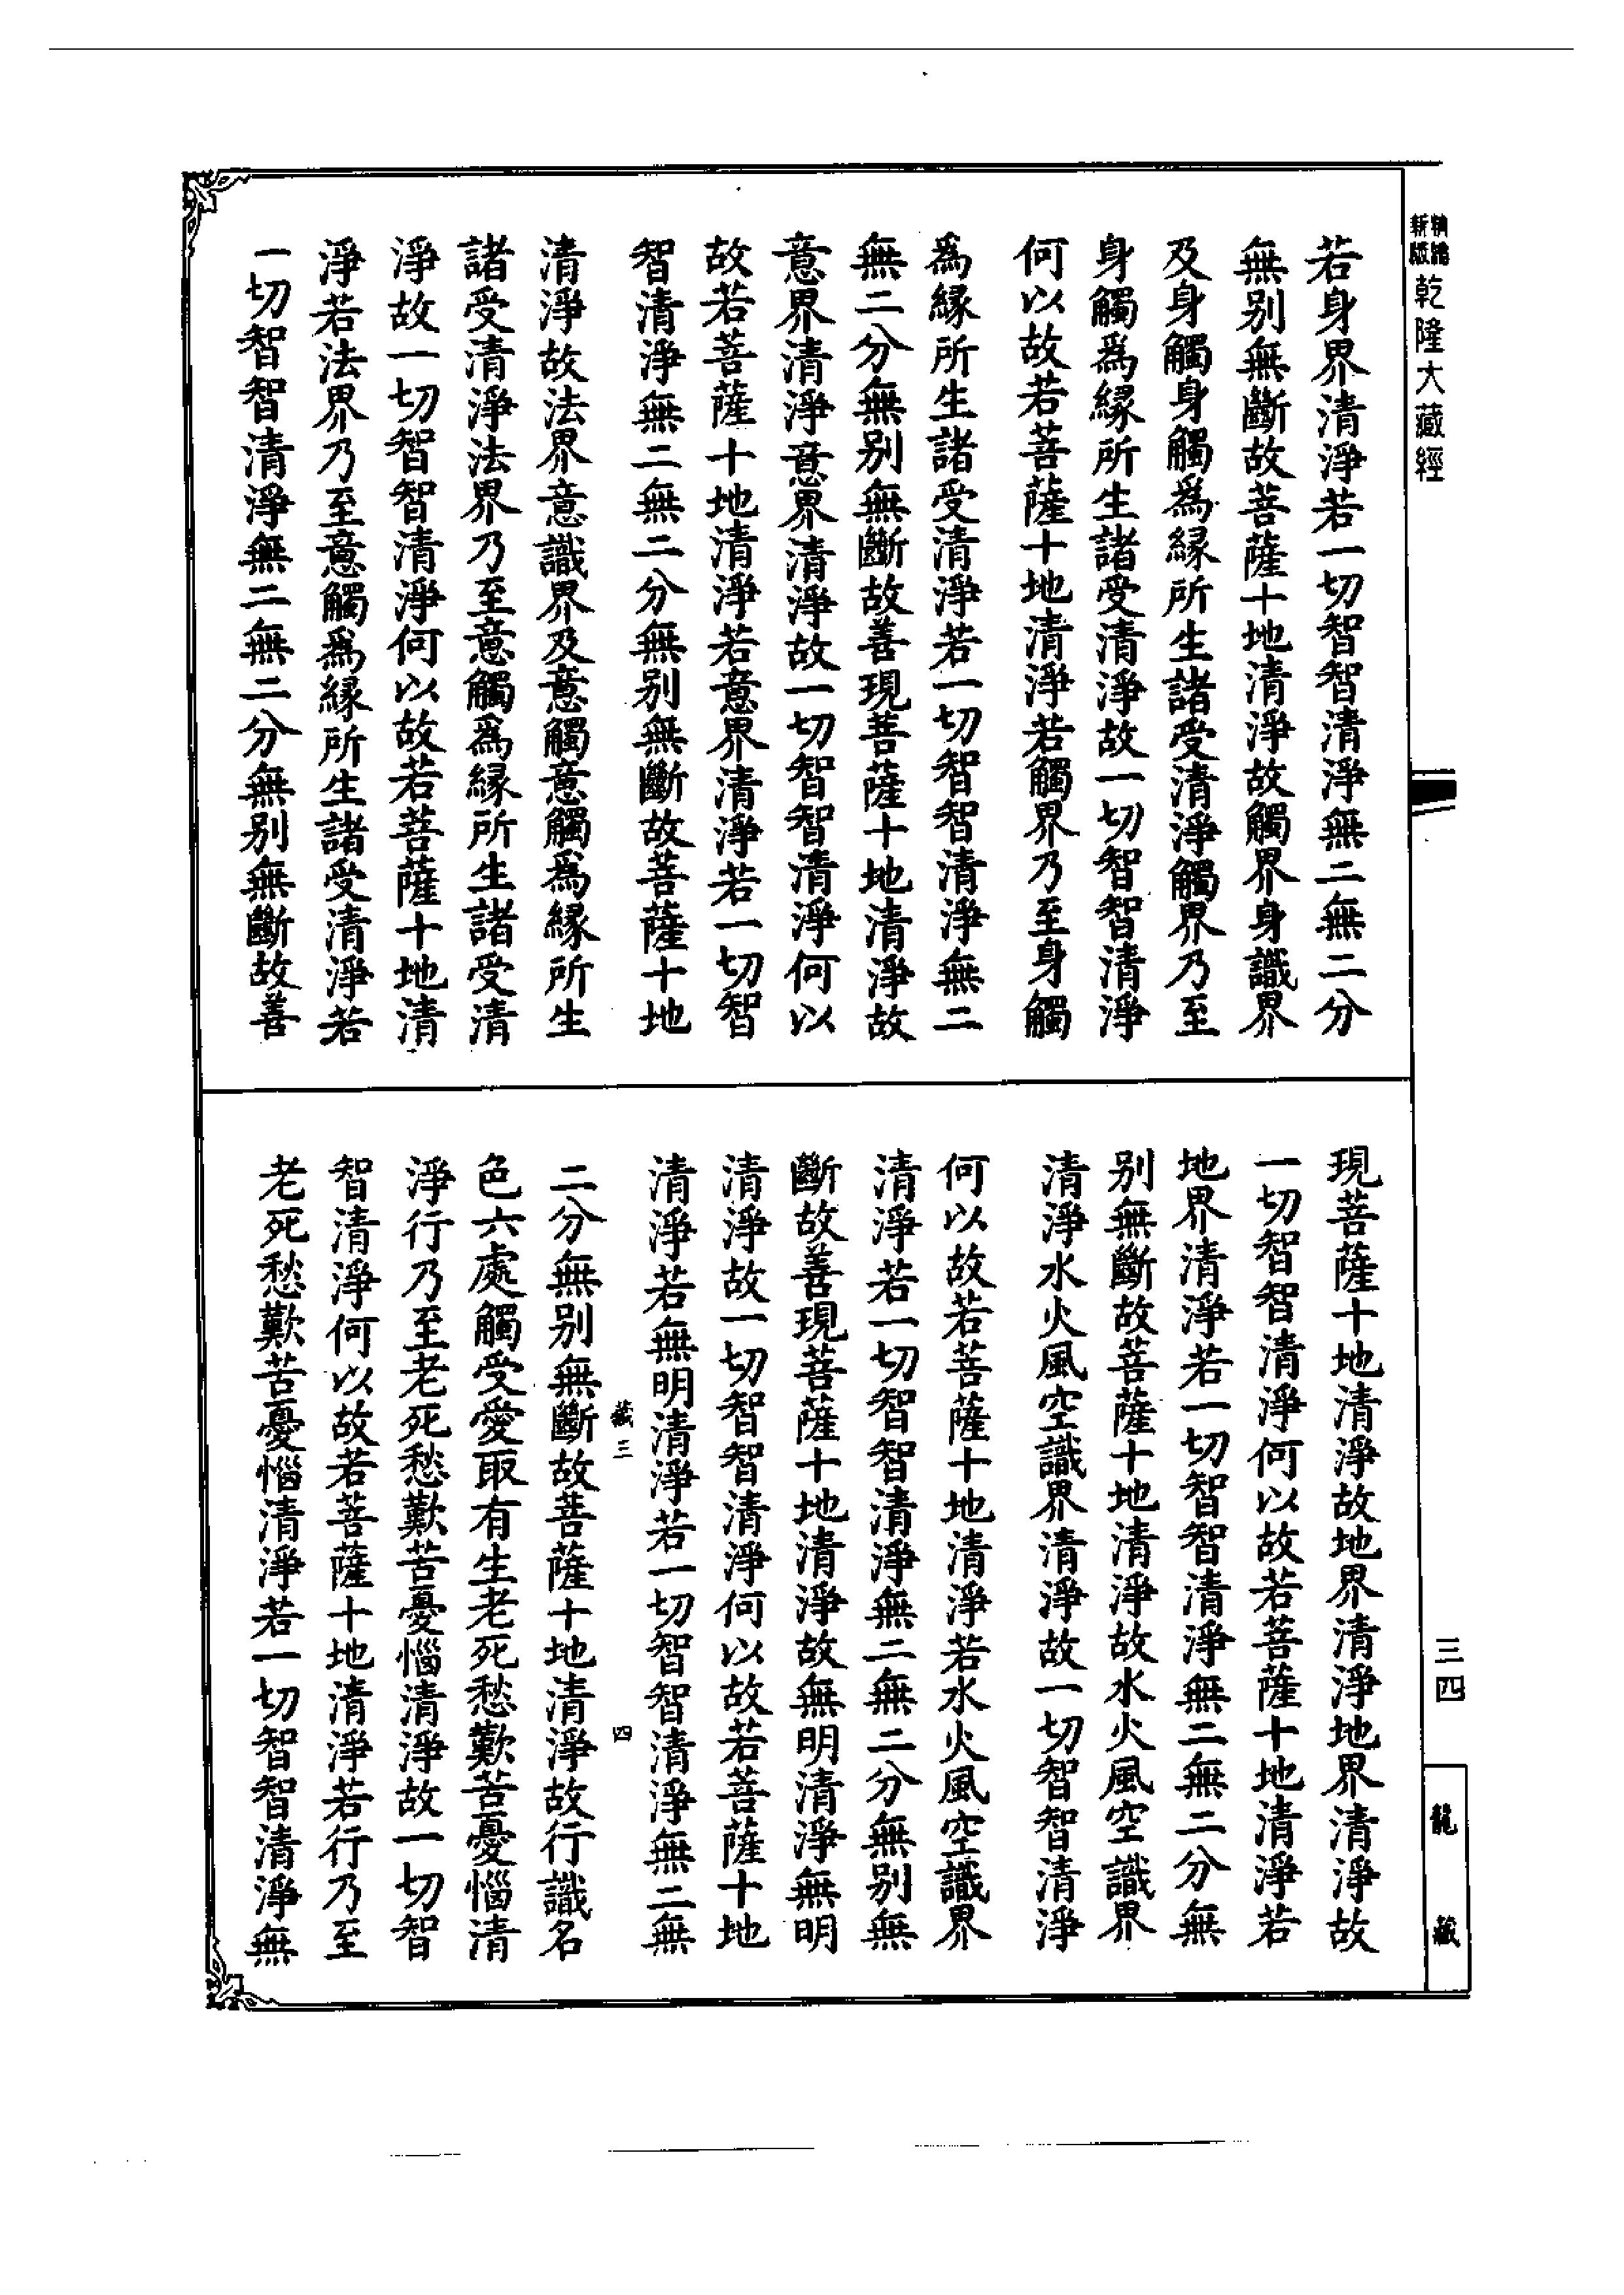 新版精縮乾隆大藏經
若身界清淨若一切智智清淨無二無二分
無别無斷故菩薩十地清淨故觸界身識界
及身觸身觸爲緣所生諸受清淨觸界乃至
身觸爲緣所生諸受清淨故一切智智清淨
何以故若菩薩十地清淨若觸界乃至身觸
爲緣所生諸受清淨若一切智智清淨無二
無二分無别無斷故善現菩薩十地清淨故
意界清淨意界清淨故一切智智清淨何以
故若菩薩十地清淨若意界清淨若一切智
智清淨無二無二分無别無斷故菩薩十地
清淨故法界意識界及意觸意觸爲緣所生
諸受清淨法界乃至意觸爲緣所生諸受清
淨故一切智智清淨何以故若菩薩十地清
淨若法界乃至意觸爲緣所生諸受清淨若
一切智智清淨無二無二分無别無斷故善
現菩薩十地清淨故地界清淨地界清淨故
一切智智清淨何以故若菩薩十地清淨若
地界清淨若一切智智清淨無二無二分無
别無斷故菩薩十地清淨故水火風空識界
清淨水火風空識界清淨故一切智智清淨
何以故若菩薩十地清淨若水火風空識界
清淨若一切智智清淨無二無二分無别無
斷故善現菩薩十地清淨故無明清淨無明
清淨故一切智智清淨何以故若菩薩十地
清淨若無明清淨若一切智智清淨無二無
藏三 四
二分無别無斷故菩薩十地清淨故行識名
色六處觸受愛取有生老死愁歎苦憂惱清
淨行乃至老死愁歎苦憂惱清淨故一切智
智清淨何以故若菩薩十地清淨若行乃至
老死愁歎苦憂惱清淨若一切智智清淨無
三四
龍藏